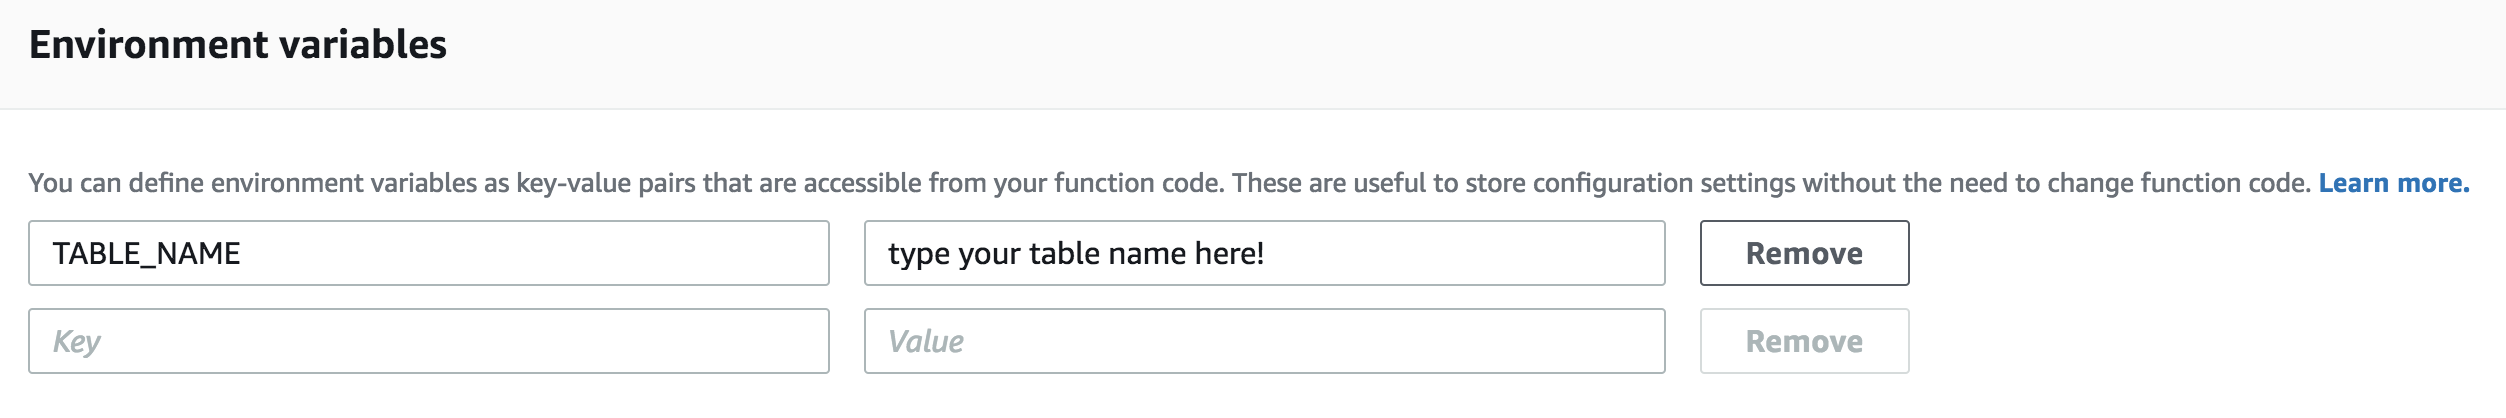 Environment variables
You can define environment variables as key-value pairs that are accessible from your function code. These are useful to store configuration settings without the need to change function code. Learn more.
TABLE_NAME type your table name here! Remove
Key Value Remove